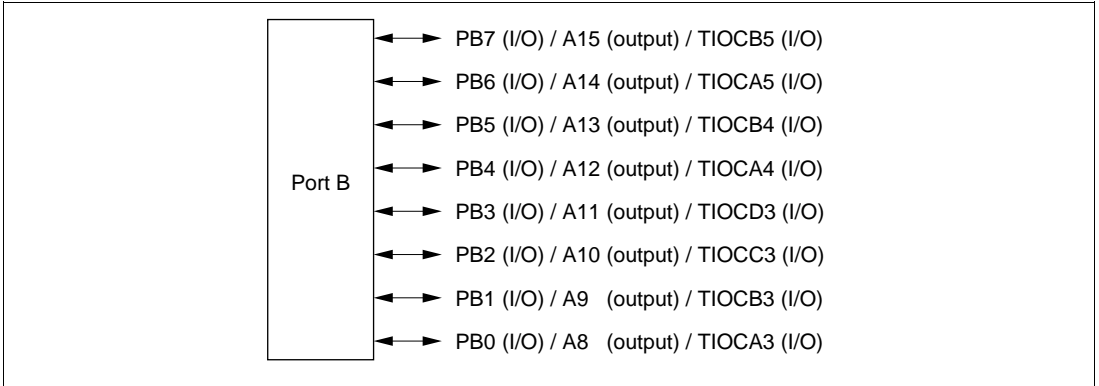 PB7 (I/O) / A15 (output) / TIOCB5 (I/O)
PB6 (I/O) / A14 (output) / TIOCA5 (I/O)
PB5 (I/O) / A13 (output) / TIOCB4 (I/O)
PB4 (I/O) / A12 (output) / TIOCA4 (I/O)
Port B
PB3 (I/O) / A11 (output) / TIOCD3 (I/O)
PB2 (I/O) / A10 (output) / TIOCC3 (I/O)
PB1 (I/O) / A9 (output) / TIOCB3 (I/O)
PB0 (I/O) / A8 (output) / TIOCA3 (I/O)